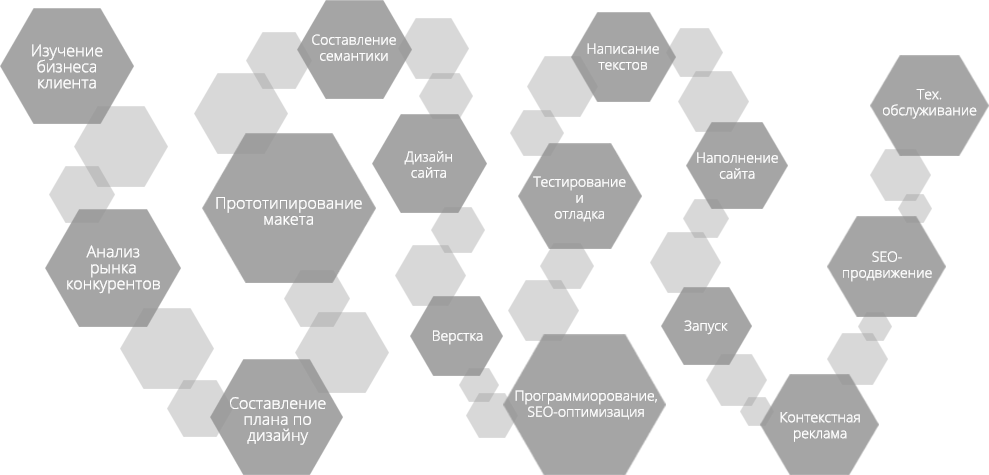 Изучение
бизнеса
клиента
Анализ
рынка
конкурентов
Составление
плана по
дизайну
Прототипирование
макета
Составление
семантики
Дизайн
сайта
Верстка
Программиорование,
SEO-оптимизация
Тестирование
и
отладка
Написание
текстов
Наполнение
сайта
Запуск
Контекстная
реклама
SEO-
продвижение
Тех.
обслуживание